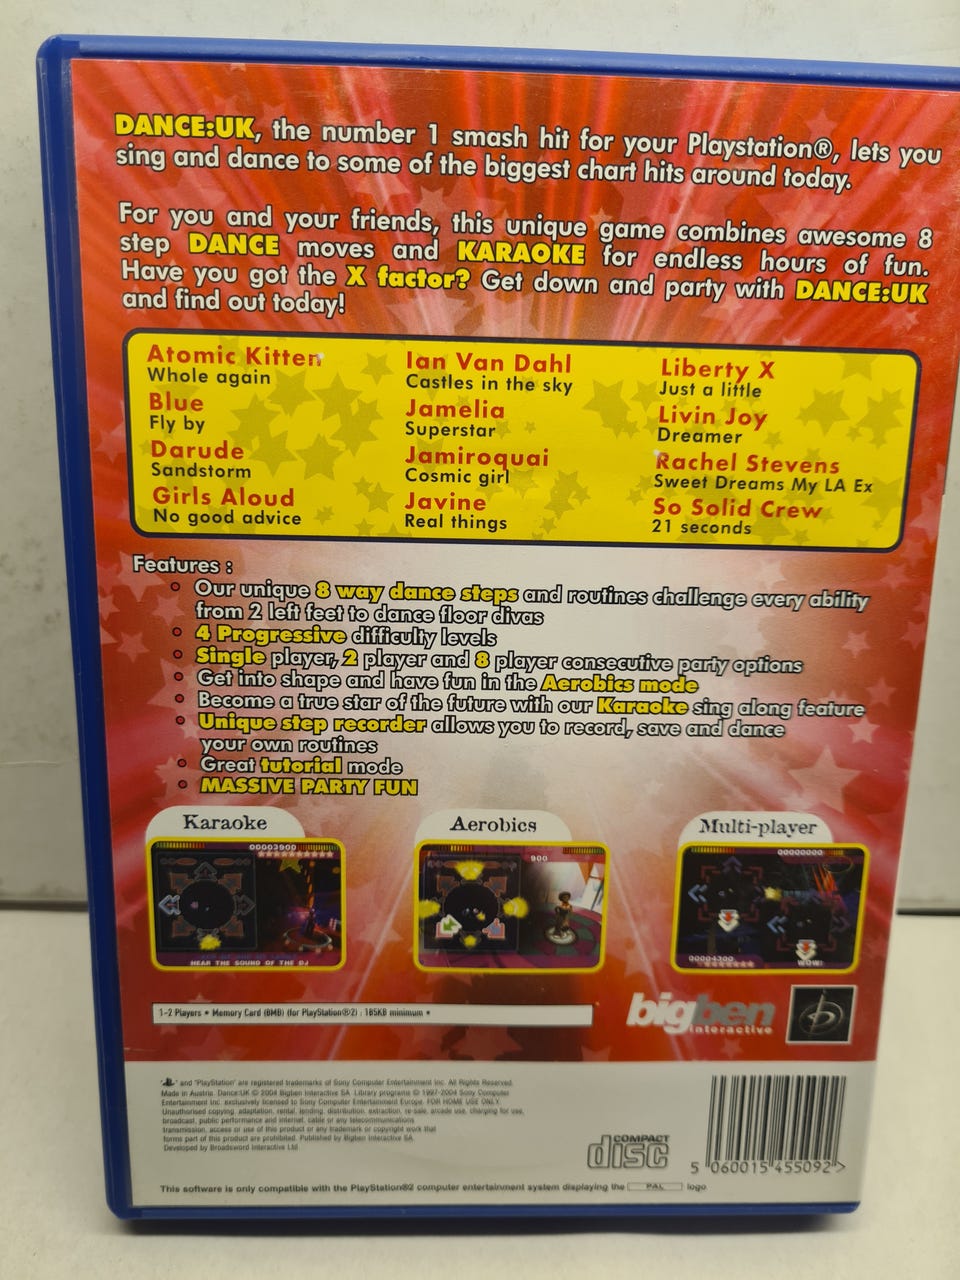 DANCE:UK, the number 1 smash hit for your Playstation®, lets you
sing and dance to some of the biggest chart hits around today.
For you and your friends, this unique game combines awesome 8
step DANCE moves and KARAOKE for endless hours of fun.
Have you got the X factor? Get down and party with DANCE:UK
and find out today!
Atomic Kitten
Whole again
Blue
Fly by
Darude
Sandstorm
Girls Aloud
No good advice
Ian Van Dahl
Castles in the sky
Jamelia
Superstar
Jamiroquai
Cosmic girl
Javine
Real things
Liberty X
Just a little
Livin Joy
Dreamer
Rachel Stevens
Sweet Dreams My LA Ex
So Solid Crew
21 seconds
Features :
• Our unique 8 way dance steps and routines challenge every ability
from 2 left feet to dance floor divas
• 4 Progressive difficulty levels
• Single player, 2 player and 8 player consecutive party options
• Get into shape and have fun in the Aerobics mode
• Become a true star of the future with our Karaoke sing along feature
• Unique step recorder allows you to record, save and dance
your own routines
• Great tutorial mode
• MASSIVE PARTY FUN
Karaoke
00003900
HEAR THE SOUND OF THE DJ
Aerobics
900
Multi-player
00000000
00004300
WOW!
1-2 Players • Memory Card (8MB) (for PlayStation®2) : 185KB minimum •
bigben
interactive
" and "PlayStation" are registered trademarks of Sony Computer Entertainment Inc. All Rights Reserved.
Made in Austria. Dance:UK © 2004 Bigben Interactive SA. Library programs © 1997-2004 Sony Computer
Entertainment Inc. exclusively licensed to Sony Computer Entertainment Europe. FOR HOME USE ONLY.
Unauthorised copying, adaptation, rental, lending, distribution, extraction, re-sale, arcade use, charging for use,
broadcast, public performance and internet, cable or any telecommunications
transmission, access or use of this product or any trademark or copyright work that
forms part of this product are prohibited. Published by Bigben Interactive SA.
Developed by Broadsword Interactive Ltd
COMPACT
disc
5 060015 455092 >
This software is only compatible with the PlayStation®2 computer entertainment system displaying the PAL logo.